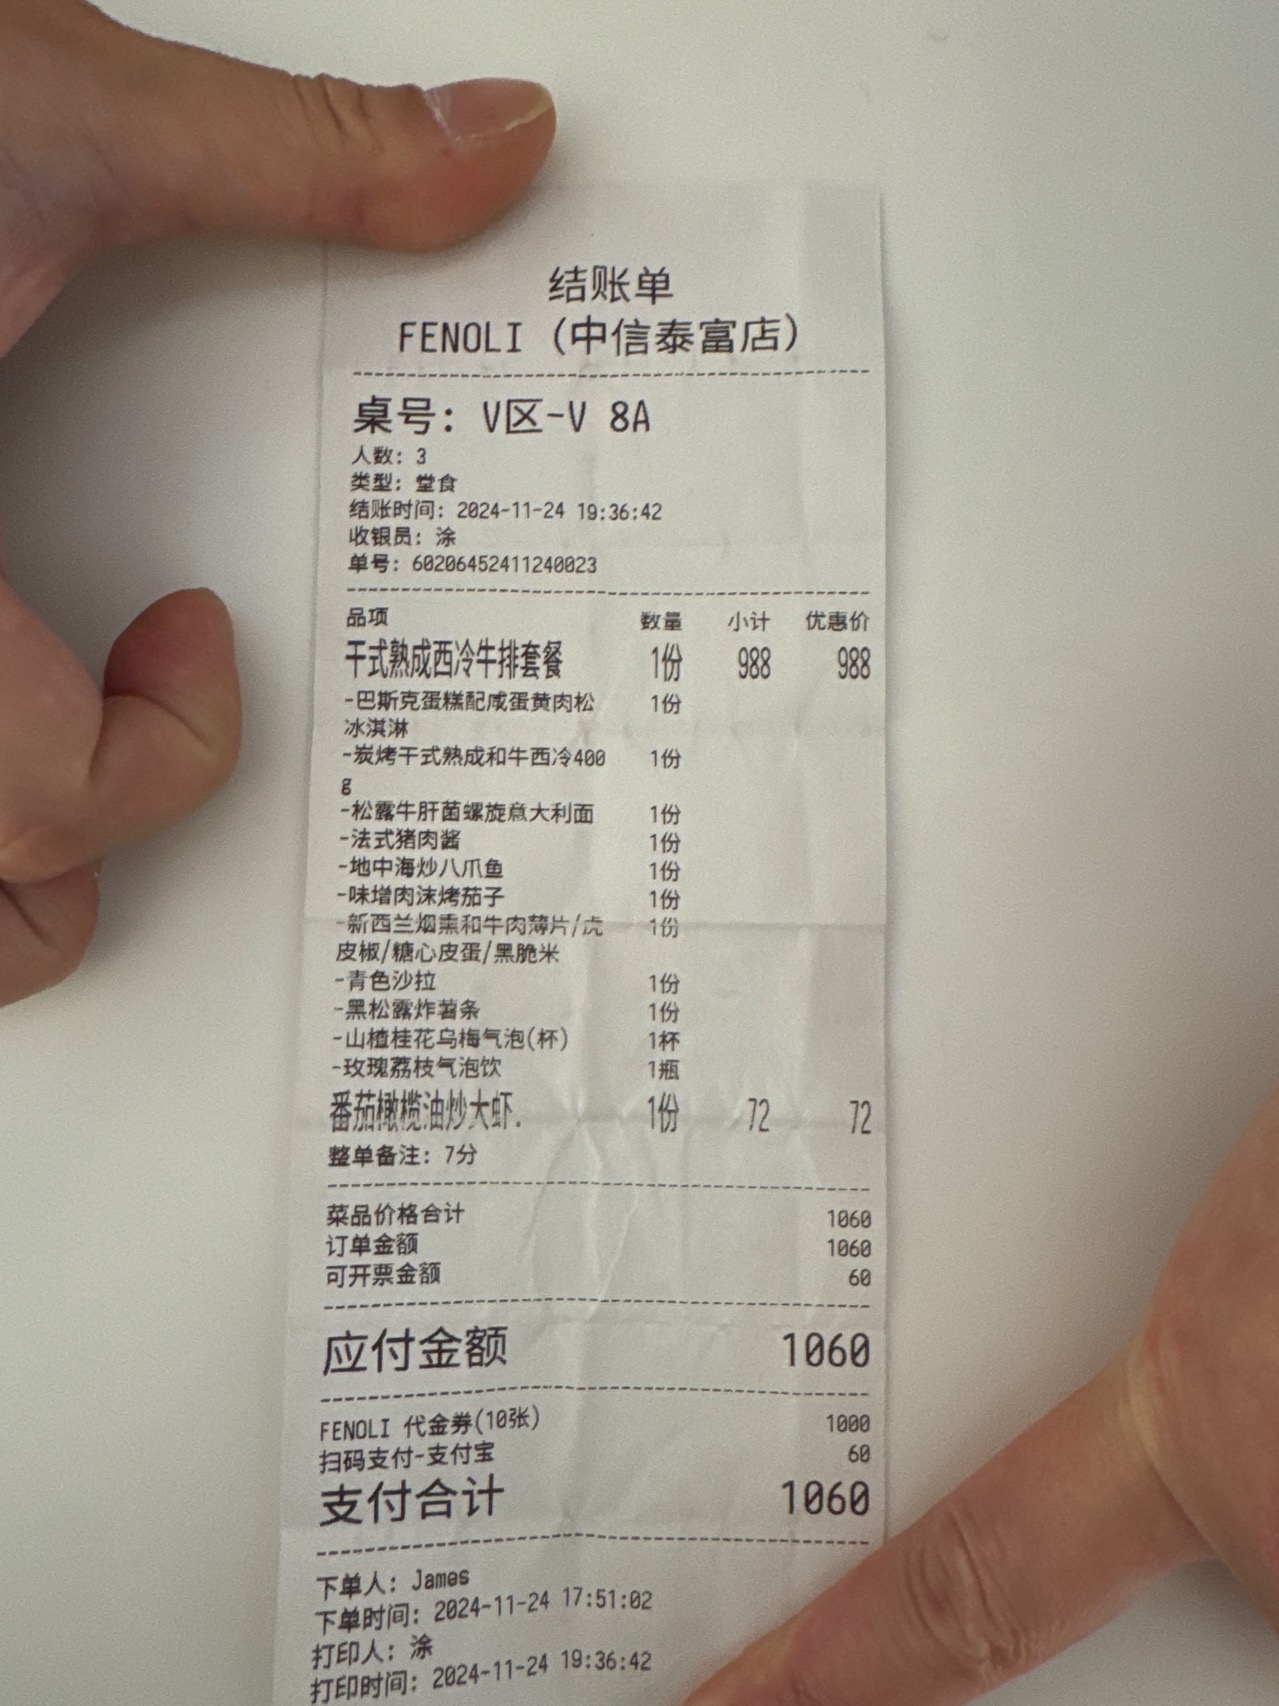 结账单
FENOLI (中信泰富店)
桌号: V区-V 8A
人数: 3
类型: 堂食
结账时间: 2024-11-24 19:36:42
收银员: 涂
单号: 60206452411240023
品项 数量 小计 优惠价
干式熟成西冷牛排套餐 1份 988 988
-巴斯克蛋糕配咸蛋黄肉松 1份
冰淇淋
-炭烤干式熟成和牛西冷400 1份
g
-松露牛肝菌螺旋意大利面 1份
-法式猪肉酱 1份
-地中海炒八爪鱼 1份
-味增肉沫烤茄子 1份
-新西兰烟熏和牛肉薄片/虎 1份
皮椒/糖心皮蛋/黑脆米
-青色沙拉 1份
-黑松露炸薯条 1份
-山楂桂花乌梅气泡(杯) 1杯
-玫瑰荔枝气泡饮 1瓶
番茄橄榄油炒大虾. 1份 72 72
整单备注: 7分
菜品价格合计 1060
订单金额 1060
可开票金额 60
应付金额 1060
FENOLI 代金券(10张) 1000
扫码支付-支付宝 60
支付合计 1060
下单人: James
下单时间: 2024-11-24 17:51:02
打印人: 涂
打印时间: 2024-11-24 19:36:42